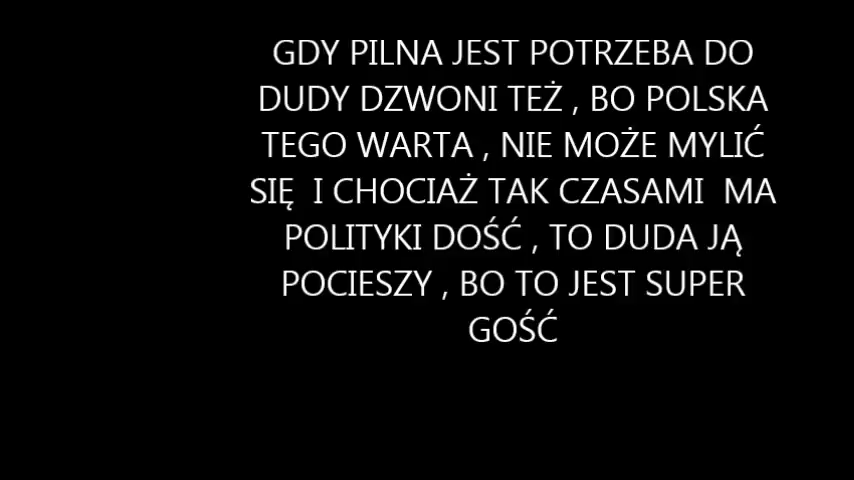 GDY PILNA JEST POTRZEBA DO
DUDY DZWONI TEŻ , BO POLSKA
TEGO WARTA , NIE MOŻE MYLIĆ
SIĘ  I CHOCIAŻ TAK CZASAMI  MA
POLITYKI DOŚĆ , TO DUDA JĄ
POCIESZY , BO TO JEST SUPER
GOŚĆ